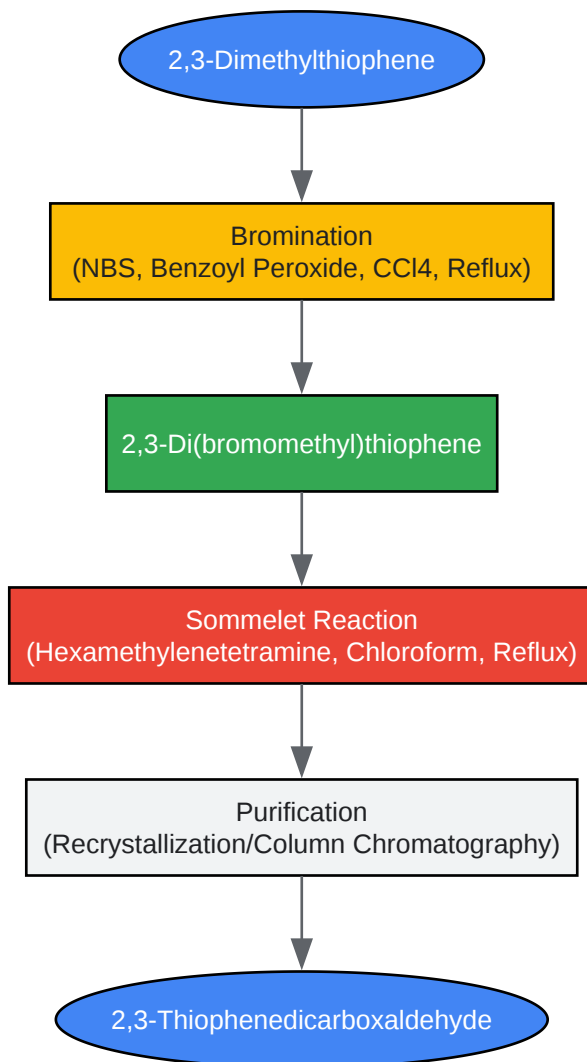 2,3-Dimethylthiophene
Bromination
(NBS, Benzoyl Peroxide, CCl4, Reflux)
2,3-Di(bromomethyl)thiophene
Sommelet Reaction
(Hexamethylenetetramine, Chloroform, Reflux)
Purification
(Recrystallization/Column Chromatography)
2,3-Thiophenedicarboxaldehyde